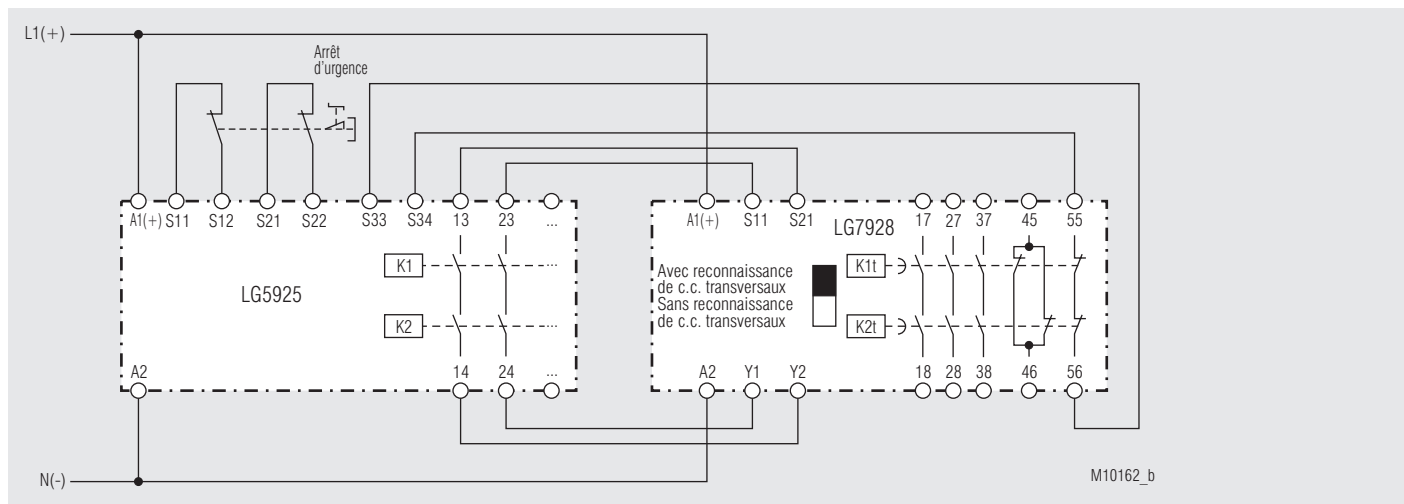 L1(+)
Arrêt
d'urgence
A1(+) S11 S12 S21 S22 S33 S34 13 23 ...
LG5925
K1 ...
K2 ...
A2 14 24 ...
A1(+) S11 S21 17 27 37 45 55
LG7928
Avec reconnaissance
de c.c. transversaux
Sans reconnaissance
de c.c. transversaux
K1t
K2t
A2 Y1 Y2 18 28 38 46 56
N(-)
M10162_b